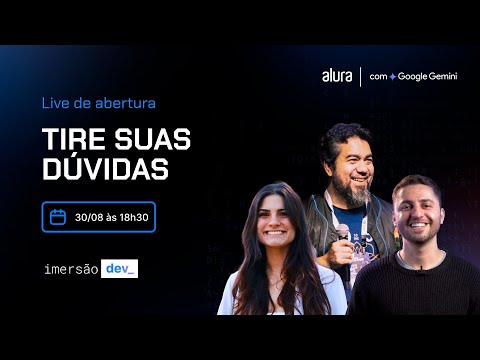 alura
com Google Gemini
Live de abertura
TIRE SUAS
DÚVIDAS
30/08 às 18h30
imersão dev_